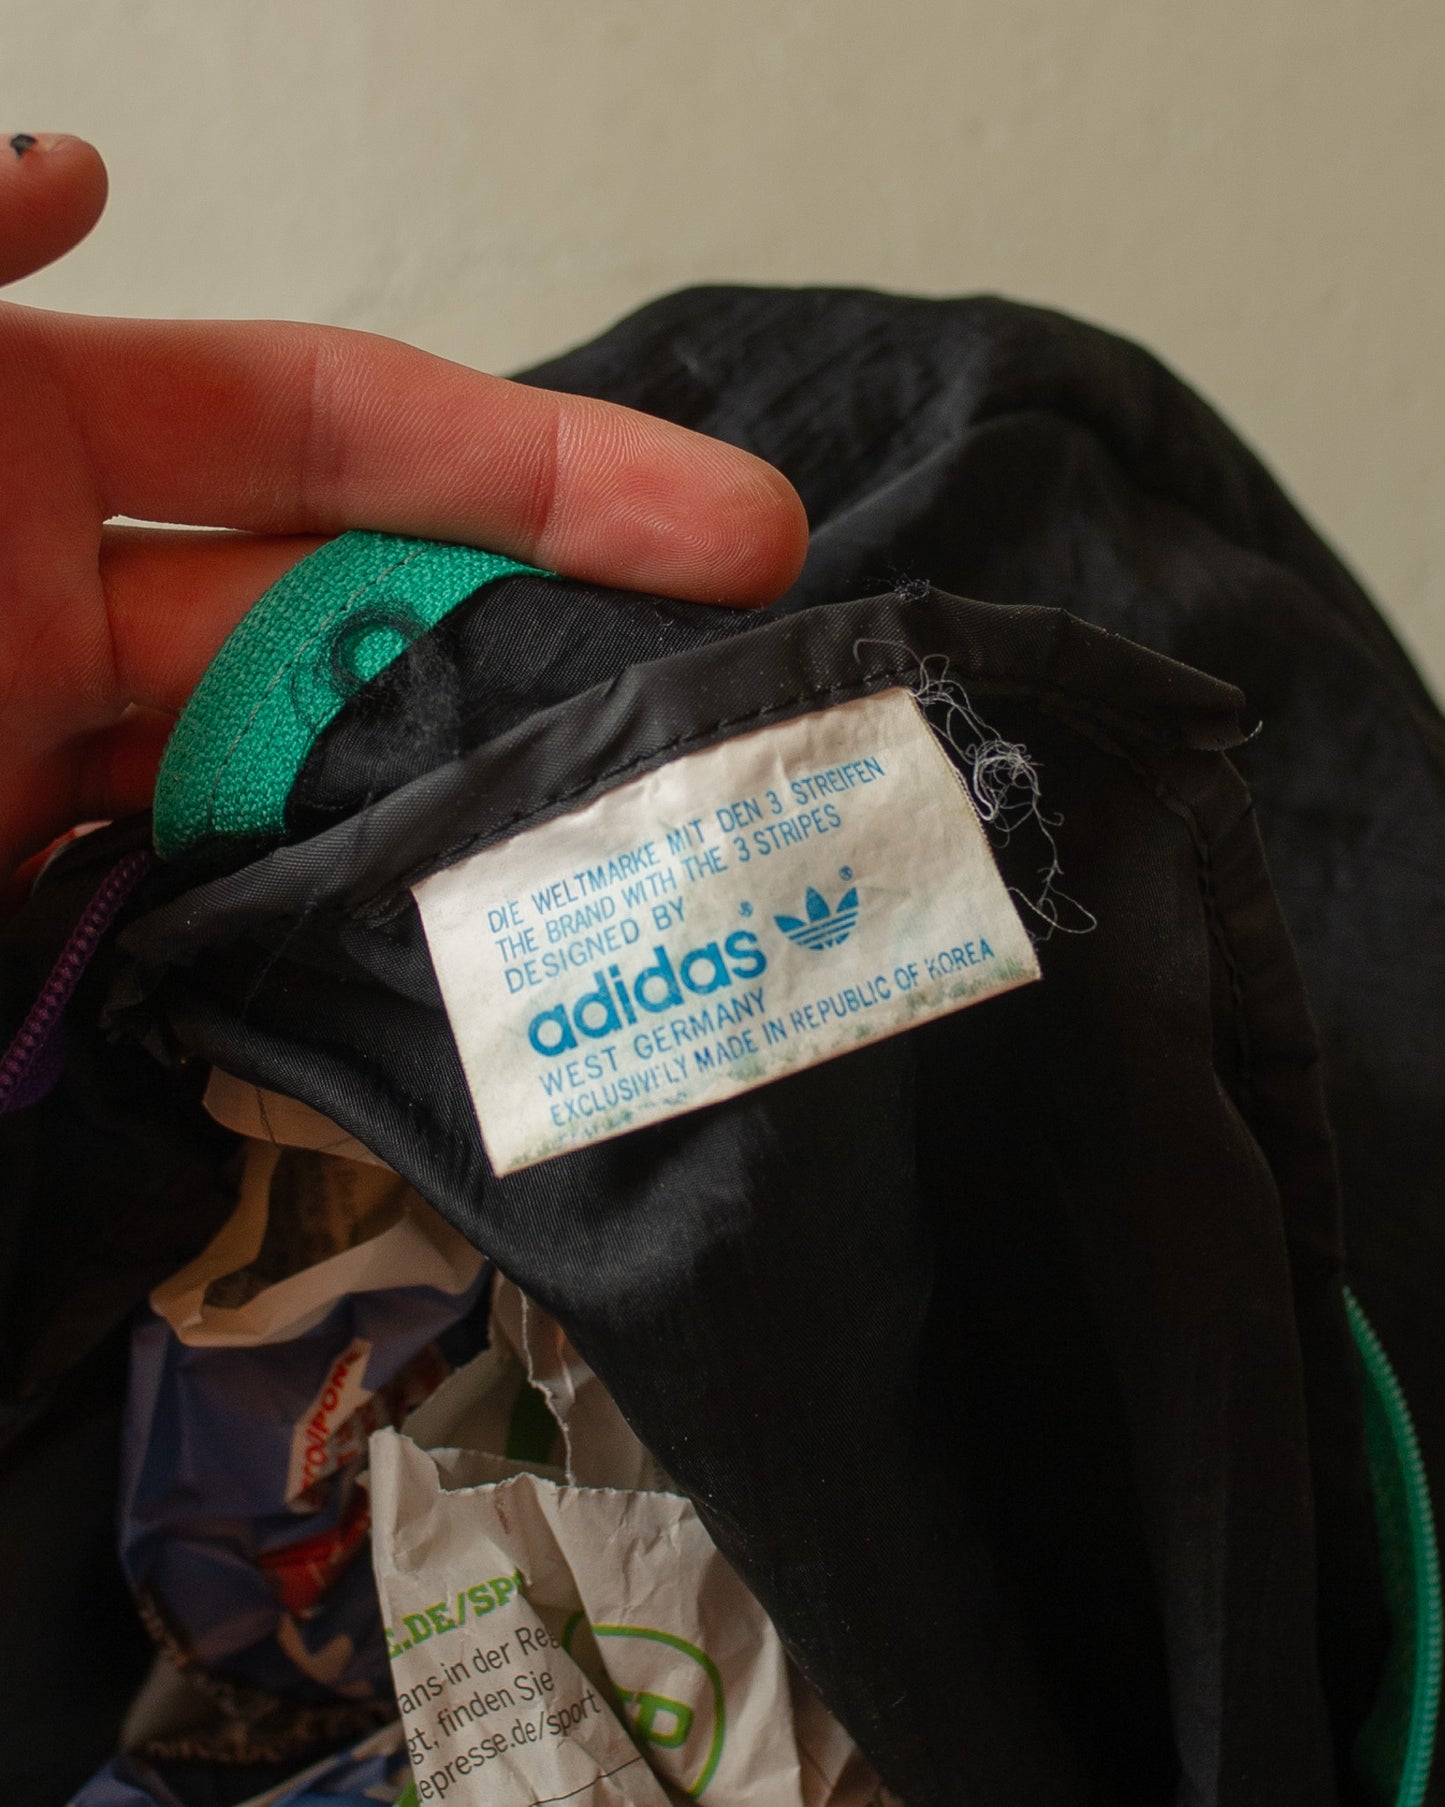 DIE WELTMARKE MIT DEN 3 STREIFEN
THE BRAND WITH THE 3 STRIPES
DESIGNED BY
adidas® ®
WEST GERMANY
EXCLUSIVELY MADE IN REPUBLIC OF KOREA
.DE/SP
ans in der Re
gt, finden Sie
epresse.de/sport